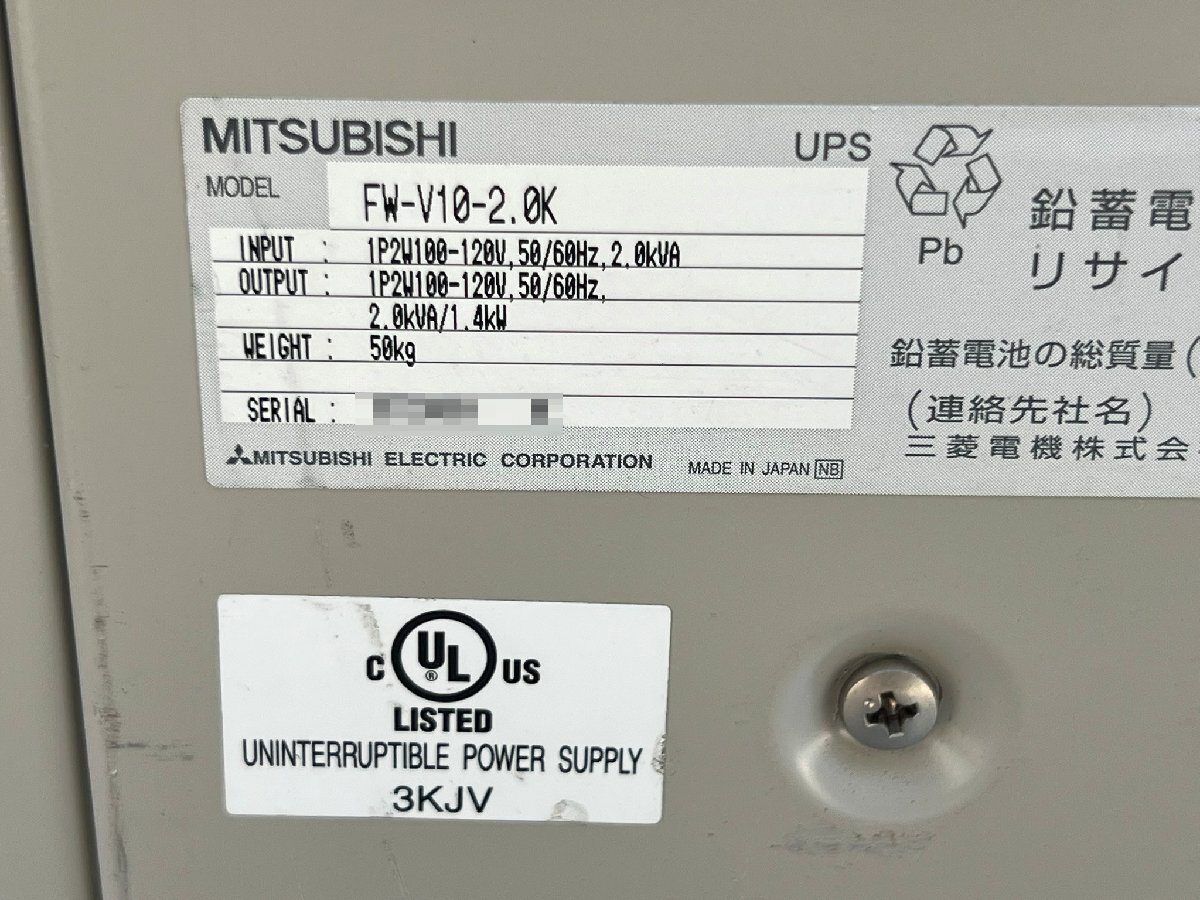 MITSUBISHI UPS
MODEL FW-V10-2.0K
INPUT : 1P2W100-120V,50/60Hz,2.0kVA
OUTPUT : 1P2W100-120V,50/60Hz,
2.0kVA/1.4kW
WEIGHT : 50kg
SERIAL :
MITSUBISHI ELECTRIC CORPORATION MADE IN JAPAN NB
Pb
鉛蓄電
リサイ
鉛蓄電池の総質量(
(連絡先社名)
三菱電機株式会
C UL® US
LISTED
UNINTERRUPTIBLE POWER SUPPLY
3KJV